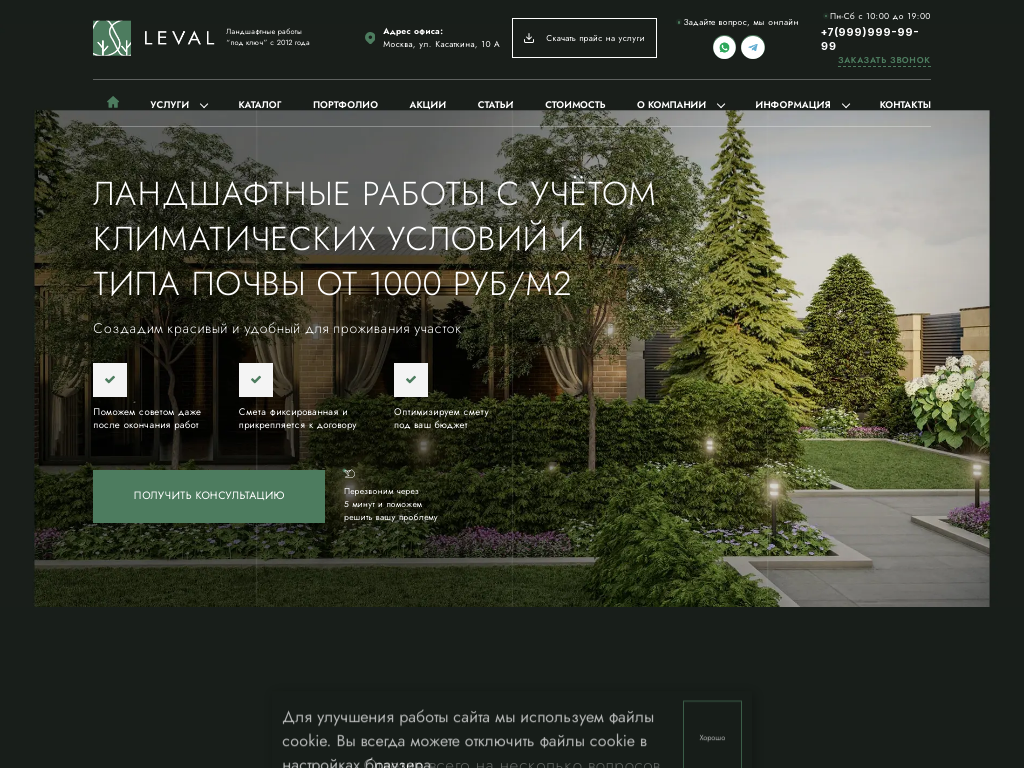 LEVAL
Ландшафтные работы
"под ключ" с 2012 года
Адрес офиса:
Москва, ул. Касаткина, 10 А
Скачать прайс на услуги
Задайте вопрос, мы онлайн
Пн-Сб с 10:00 до 19:00
+7(999)999-99-
99
ЗАКАЗАТЬ ЗВОНОК
УСЛУГИ КАТАЛОГ ПОРТФОЛИО АКЦИИ СТАТЬИ СТОИМОСТЬ О КОМПАНИИ ИНФОРМАЦИЯ КОНТАКТЫ
ЛАНДШАФТНЫЕ РАБОТЫ С УЧЁТОМ
КЛИМАТИЧЕСКИХ УСЛОВИЙ И
ТИПА ПОЧВЫ ОТ 1000 РУБ/М2
Создадим красивый и удобный для проживания участок
Поможем советом даже
после окончания работ
Смета фиксированная и
прикрепляется к договору
Оптимизируем смету
под ваш бюджет
ПОЛУЧИТЬ КОНСУЛЬТАЦИЮ
Перезвоним через
5 минут и поможем
решить вашу проблему
Для улучшения работы сайта мы используем файлы
cookie. Вы всегда можете отключить файлы cookie в
настройках браузера
Хорошо
всего на несколько вопросов